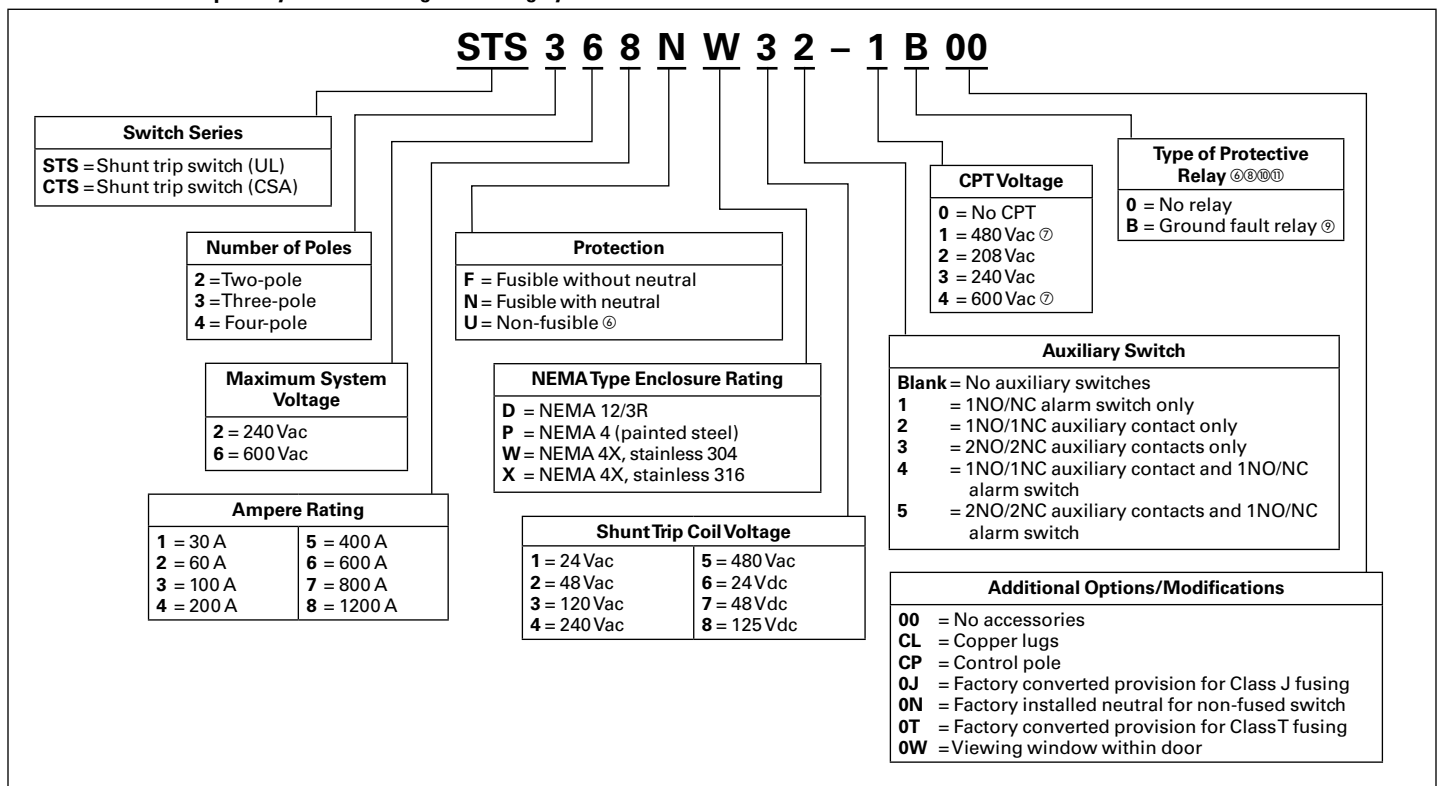 STS 3 6 8 N W 3 2 – 1 B 00
Switch Series
STS = Shunt trip switch (UL)
CTS = Shunt trip switch (CSA)
Number of Poles
2 = Two-pole
3 = Three-pole
4 = Four-pole
Maximum System
Voltage
2 = 240 Vac
6 = 600 Vac
Ampere Rating
1 = 30 A
2 = 60 A
3 = 100 A
4 = 200 A
5 = 400 A
6 = 600 A
7 = 800 A
8 = 1200 A
Protection
F = Fusible without neutral
N = Fusible with neutral
U = Non-fusible ⑥
NEMA Type Enclosure Rating
D = NEMA 12/3R
P = NEMA 4 (painted steel)
W = NEMA 4X, stainless 304
X = NEMA 4X, stainless 316
Shunt Trip Coil Voltage
1 = 24 Vac
2 = 48 Vac
3 = 120 Vac
4 = 240 Vac
5 = 480 Vac
6 = 24 Vdc
7 = 48 Vdc
8 = 125 Vdc
CPT Voltage
0 = No CPT
1 = 480 Vac ⑦
2 = 208 Vac
3 = 240 Vac
4 = 600 Vac ⑦
Type of Protective
Relay ⑥⑧⑩⑪
0 = No relay
B = Ground fault relay ⑨
Auxiliary Switch
Blank = No auxiliary switches
1 = 1NO/NC alarm switch only
2 = 1NO/1NC auxiliary contact only
3 = 2NO/2NC auxiliary contacts only
4 = 1NO/1NC auxiliary contact and 1NO/NC
alarm switch
5 = 2NO/2NC auxiliary contacts and 1NO/NC
alarm switch
Additional Options/Modifications
00 = No accessories
CL = Copper lugs
CP = Control pole
0J = Factory converted provision for Class J fusing
0N = Factory installed neutral for non-fused switch
0T = Factory converted provision for Class T fusing
0W = Viewing window within door